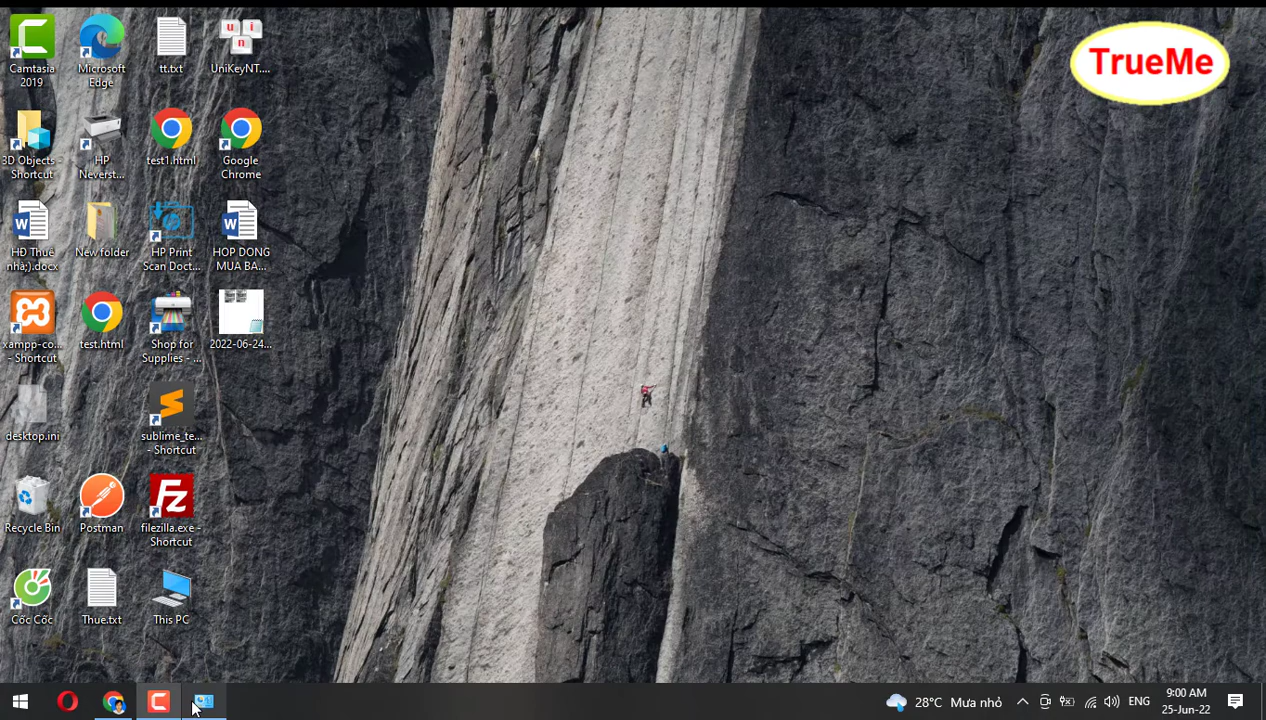 TrueMe
Camtasia
2019
Microsoft
Edge
tt.txt
UniKeyNT....
3D Objects -
Shortcut
HP
Neverst...
test1.html
Google
Chrome
HĐ Thuê
nhà;).docx
New folder
HP Print
Scan Doct...
HOP DONG
MUA BA...
xampp-co...
- Shortcut
test.html
Shop for
Supplies - ...
2022-06-24...
desktop.ini
sublime_te...
- Shortcut
Recycle Bin
Postman
filezilla.exe -
Shortcut
Cốc Cốc
Thue.txt
This PC
28°C Mưa nhỏ
ENG
9:00 AM
25-Jun-22